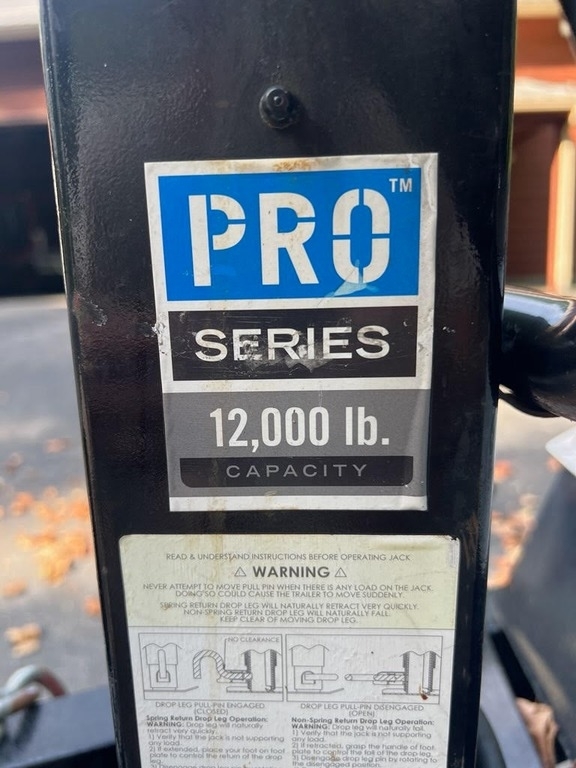 PRO™
SERIES
12,000 lb.
CAPACITY
READ & UNDERSTAND INSTRUCTIONS BEFORE OPERATING JACK
⚠ WARNING ⚠
NEVER ATTEMPT TO MOVE PULL PIN WHEN THERE IS ANY LOAD ON THE JACK.
DOING SO COULD CAUSE THE TRAILER TO MOVE SUDDENLY.
SPRING RETURN DROP LEG WILL NATURALLY RETRACT VERY QUICKLY.
NON-SPRING RETURN DROP LEG WILL NATURALLY FALL.
KEEP CLEAR OF MOVING DROP LEG.
NO CLEARANCE
DROP LEG PULL-PIN ENGAGED
(CLOSED)
DROP LEG PULL-PIN DISENGAGED
(OPEN)
Spring Return Drop Leg Operation:
WARNING: Drop leg will naturally
retract very quickly.
1) Verify that the jack is not supporting
any load.
2) If extended, place your foot on foot
plate to control the return of the drop
Non-Spring Return Drop Leg Operation:
WARNING: Drop leg will naturally fall.
1) Verify that the jack is not supporting
any load.
2) If retracted, grasp the handle of foot
plate to control the fall of the drop leg.
3) Disengage drop leg pin by rotating to
the disengaged position.